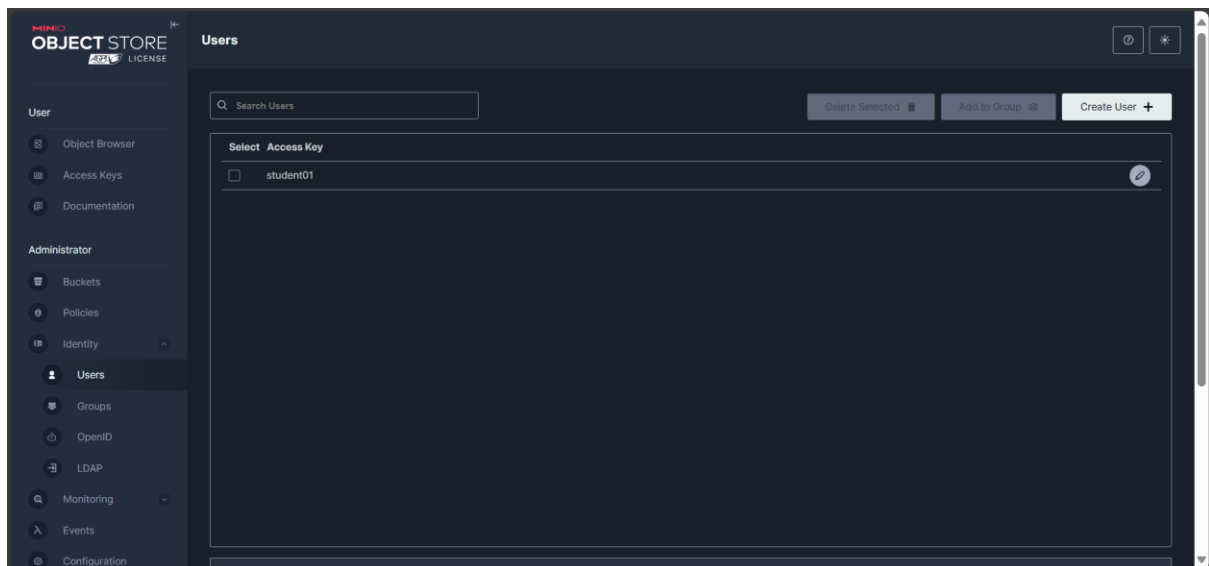 MINIO
OBJECT STORE
AGPLv3 LICENSE
Users
User
Object Browser
Access Keys
Documentation
Administrator
Buckets
Policies
Identity
Users
Groups
OpenID
LDAP
Monitoring
Events
Configuration
Search Users
Delete Selected
Add to Group
Create User +
Select Access Key
student01